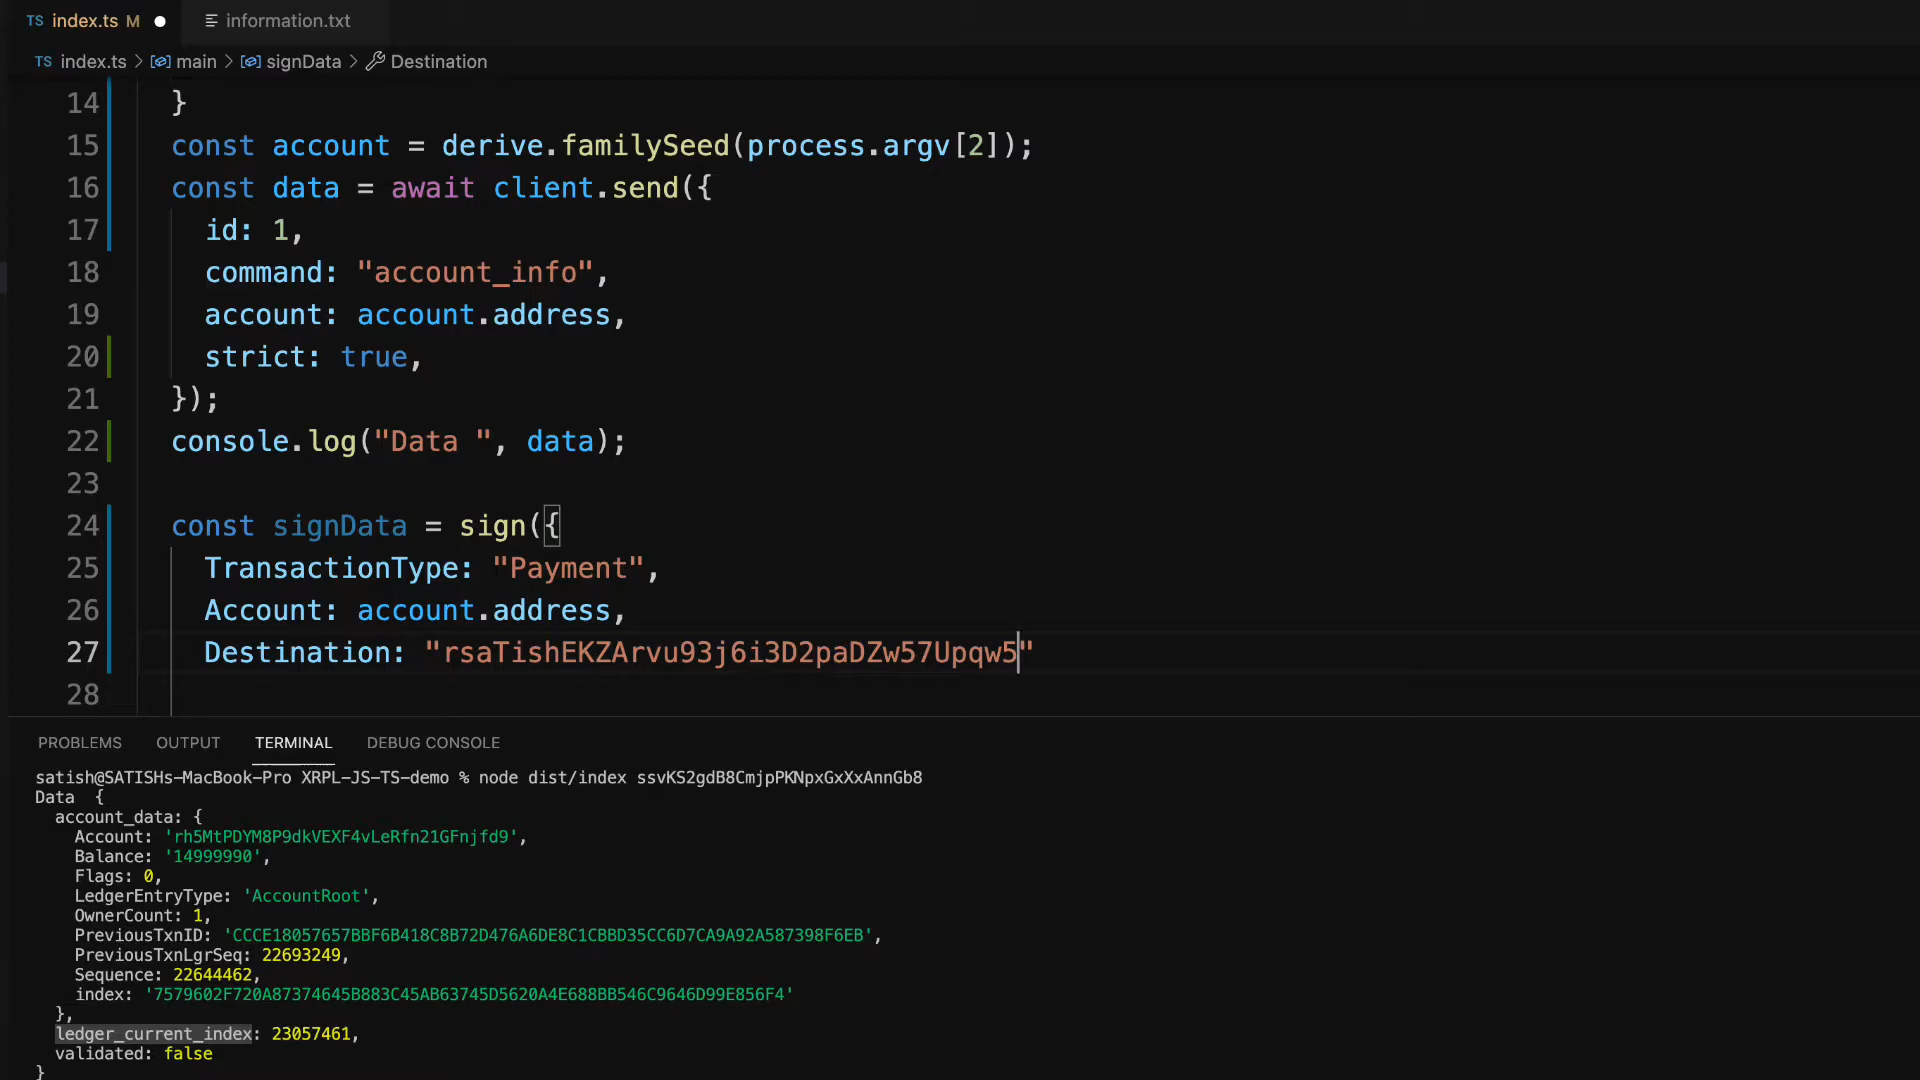 TS index.ts M ● information.txt
TS index.ts > main > signData > Destination
14 }
15 const account = derive.familySeed(process.argv[2]);
16 const data = await client.send({
17 id: 1,
18 command: "account_info",
19 account: account.address,
20 strict: true,
21 });
22 console.log("Data ", data);
23
24 const signData = sign({
25 TransactionType: "Payment",
26 Account: account.address,
27 Destination: "rsaTishEKZArvu93j6i3D2paDZw57Upqw5"
28
PROBLEMS OUTPUT TERMINAL DEBUG CONSOLE
satish@SATISHs-MacBook-Pro XRPL-JS-TS-demo % node dist/index ssvKS2gdB8CmjpPKNpxGxXxAnnGb8
Data {
account_data: {
Account: 'rh5MtPDYM8P9dkVEXF4vLeRfn21GFnjfd9',
Balance: '14999990',
Flags: 0,
LedgerEntryType: 'AccountRoot',
OwnerCount: 1,
PreviousTxnID: 'CCCE18057657BBF6B418C8B72D476A6DE8C1CBBD35CC6D7CA9A92A587398F6EB',
PreviousTxnLgrSeq: 22693249,
Sequence: 22644462,
index: '7579602F720A87374645B883C45AB63745D5620A4E688BB546C9646D99E856F4'
},
ledger_current_index: 23057461,
validated: false
}